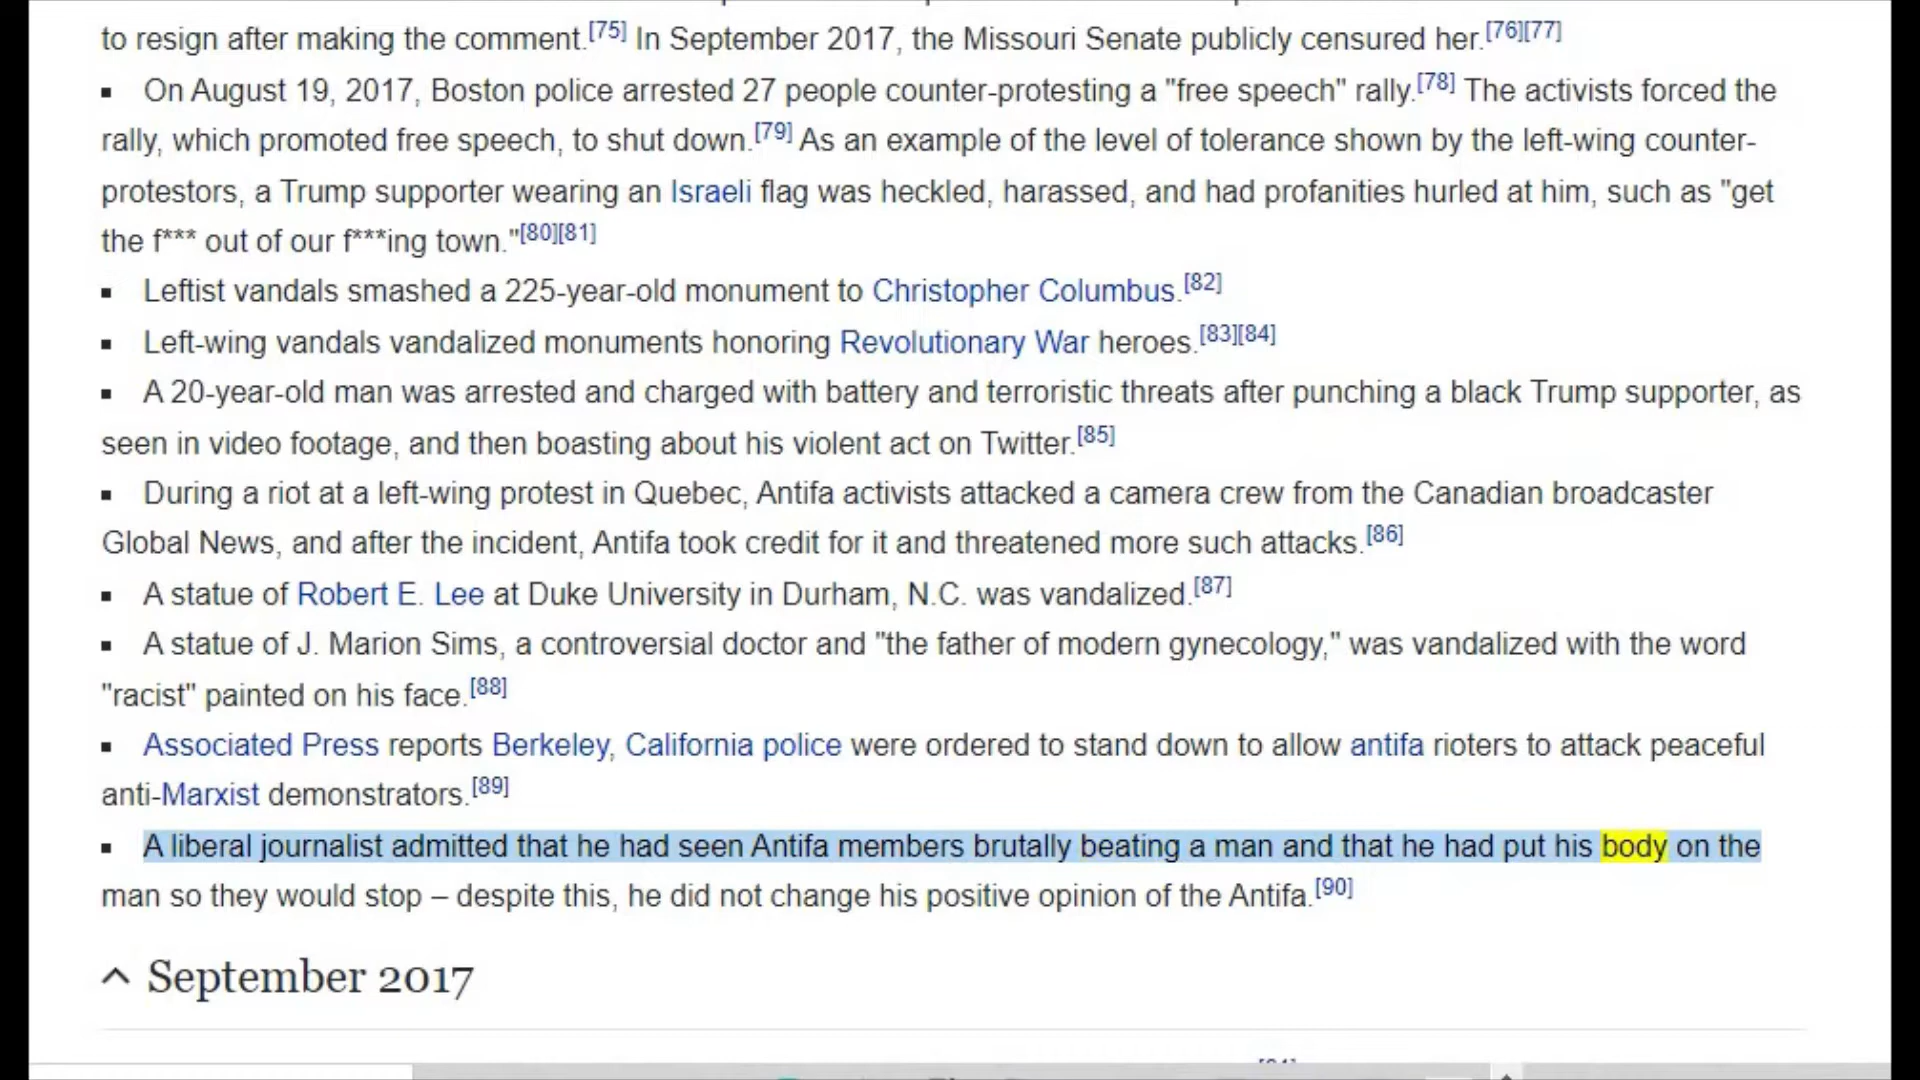 to resign after making the comment.[75] In September 2017, the Missouri Senate publicly censured her.[76][77]
▪ On August 19, 2017, Boston police arrested 27 people counter-protesting a "free speech" rally.[78] The activists forced the
rally, which promoted free speech, to shut down.[79] As an example of the level of tolerance shown by the left-wing counter-
protestors, a Trump supporter wearing an Israeli flag was heckled, harassed, and had profanities hurled at him, such as "get
the f*** out of our f***ing town."[80][81]
▪ Leftist vandals smashed a 225-year-old monument to Christopher Columbus.[82]
▪ Left-wing vandals vandalized monuments honoring Revolutionary War heroes.[83][84]
▪ A 20-year-old man was arrested and charged with battery and terroristic threats after punching a black Trump supporter, as
seen in video footage, and then boasting about his violent act on Twitter.[85]
▪ During a riot at a left-wing protest in Quebec, Antifa activists attacked a camera crew from the Canadian broadcaster
Global News, and after the incident, Antifa took credit for it and threatened more such attacks.[86]
▪ A statue of Robert E. Lee at Duke University in Durham, N.C. was vandalized.[87]
▪ A statue of J. Marion Sims, a controversial doctor and "the father of modern gynecology," was vandalized with the word
"racist" painted on his face.[88]
▪ Associated Press reports Berkeley, California police were ordered to stand down to allow antifa rioters to attack peaceful
anti-Marxist demonstrators.[89]
▪ A liberal journalist admitted that he had seen Antifa members brutally beating a man and that he had put his body on the
man so they would stop – despite this, he did not change his positive opinion of the Antifa.[90]
September 2017